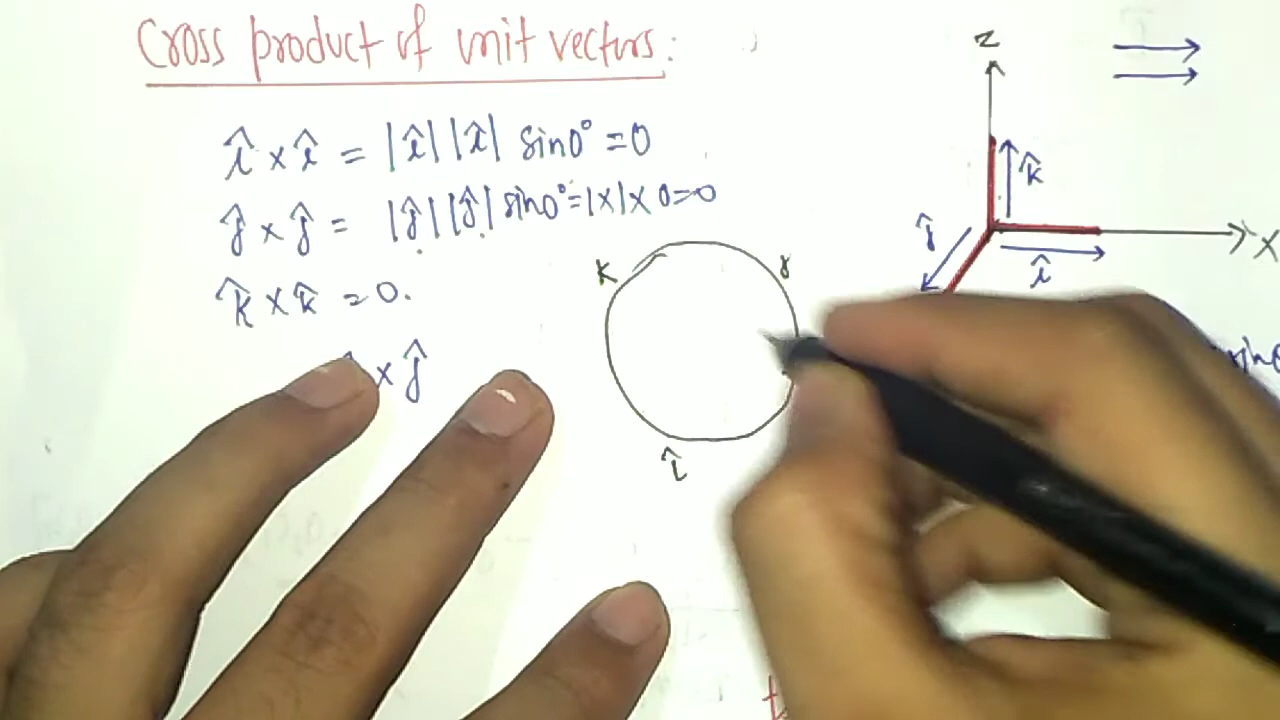 Cross product of unit vectors:
î × î = |î| |î| sin0° = 0
ĵ × ĵ = |ĵ| |ĵ| sin0° = 1×1×0=0
k̂ × k̂ = 0.
× ĵ
K
î
z
k̂
ĵ
î
X